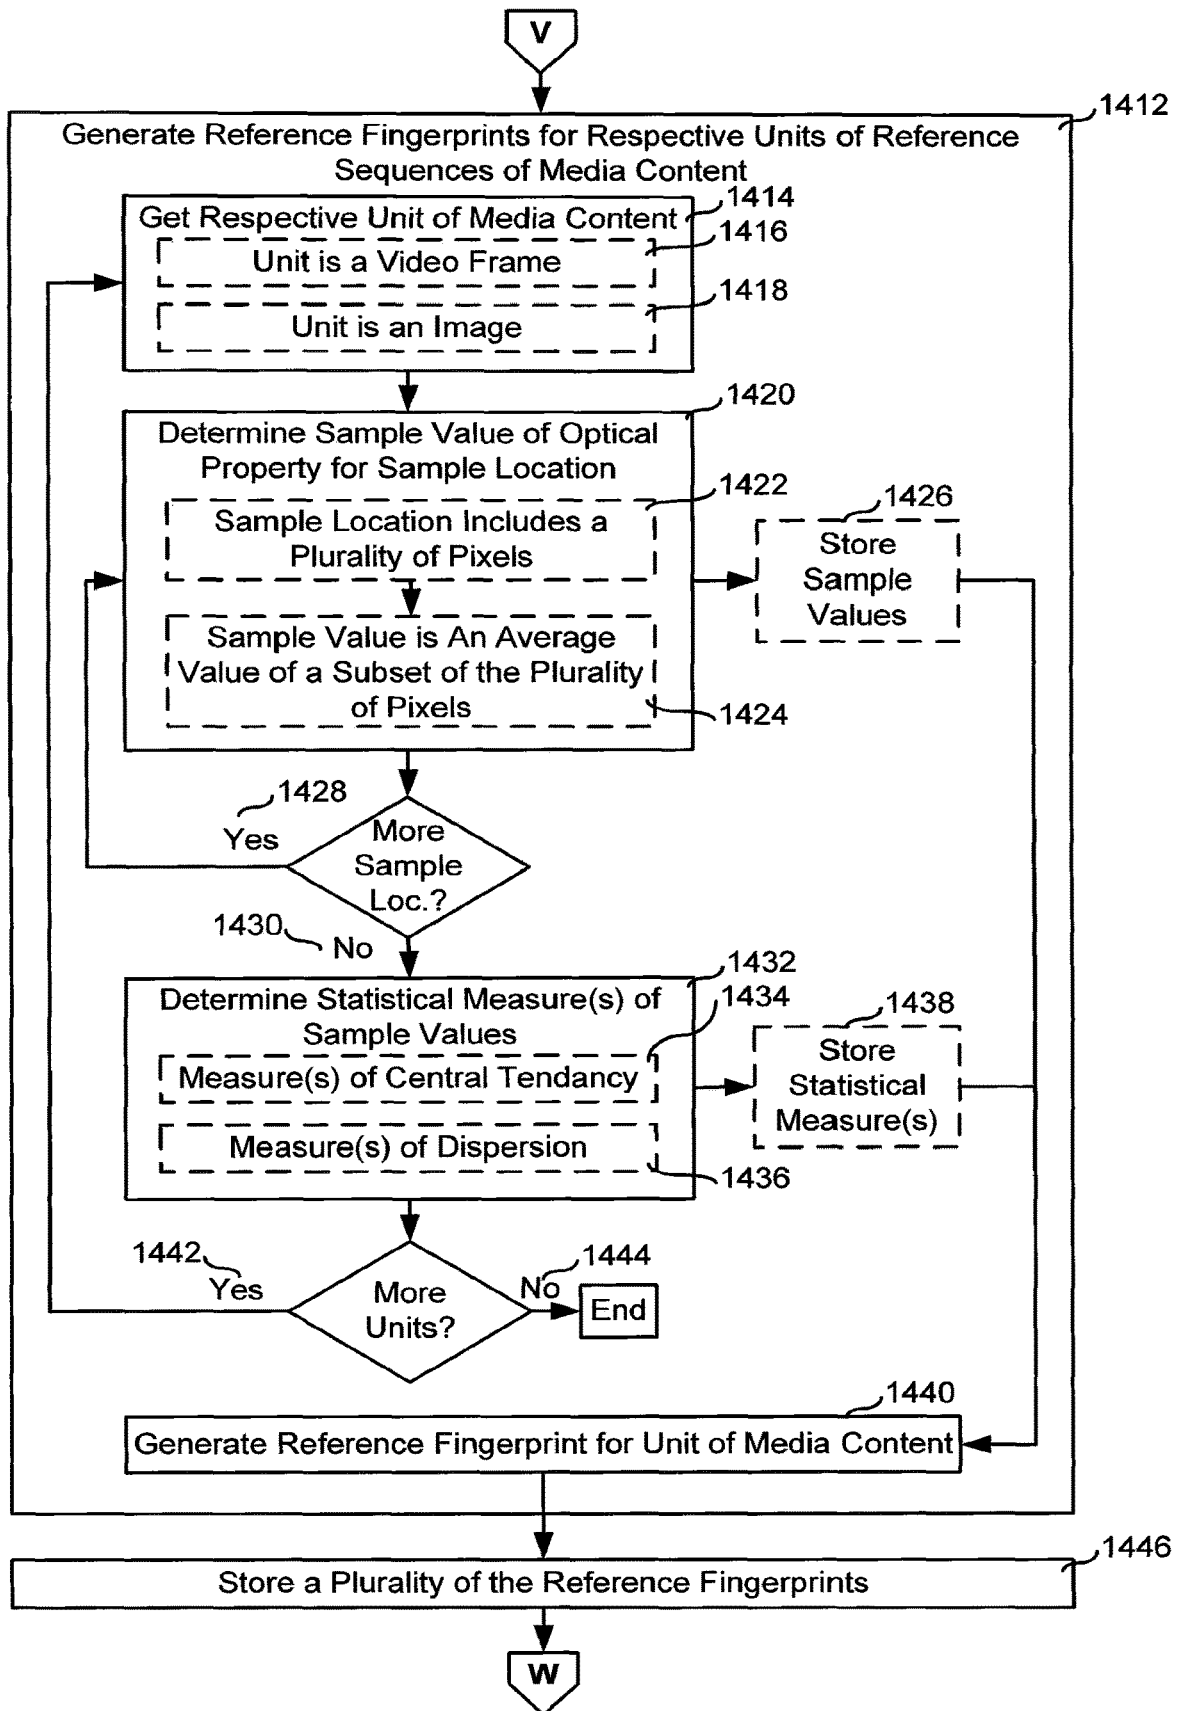 V
1412
Generate Reference Fingerprints for Respective Units of Reference
Sequences of Media Content
1414
Get Respective Unit of Media Content
1416
Unit is a Video Frame
1418
Unit is an Image
1420
Determine Sample Value of Optical
Property for Sample Location
1422
Sample Location Includes a
Plurality of Pixels
1426
Store
Sample
Values
Sample Value is An Average
Value of a Subset of the Plurality
of Pixels
1424
1428
Yes
More
Sample
Loc.?
1430
No
1432
Determine Statistical Measure(s) of
Sample Values
1434
Measure(s) of Central Tendancy
1438
Store
Statistical
Measure(s)
Measure(s) of Dispersion
1436
1442
Yes
More
Units?
1444
No
End
1440
Generate Reference Fingerprint for Unit of Media Content
1446
Store a Plurality of the Reference Fingerprints
W